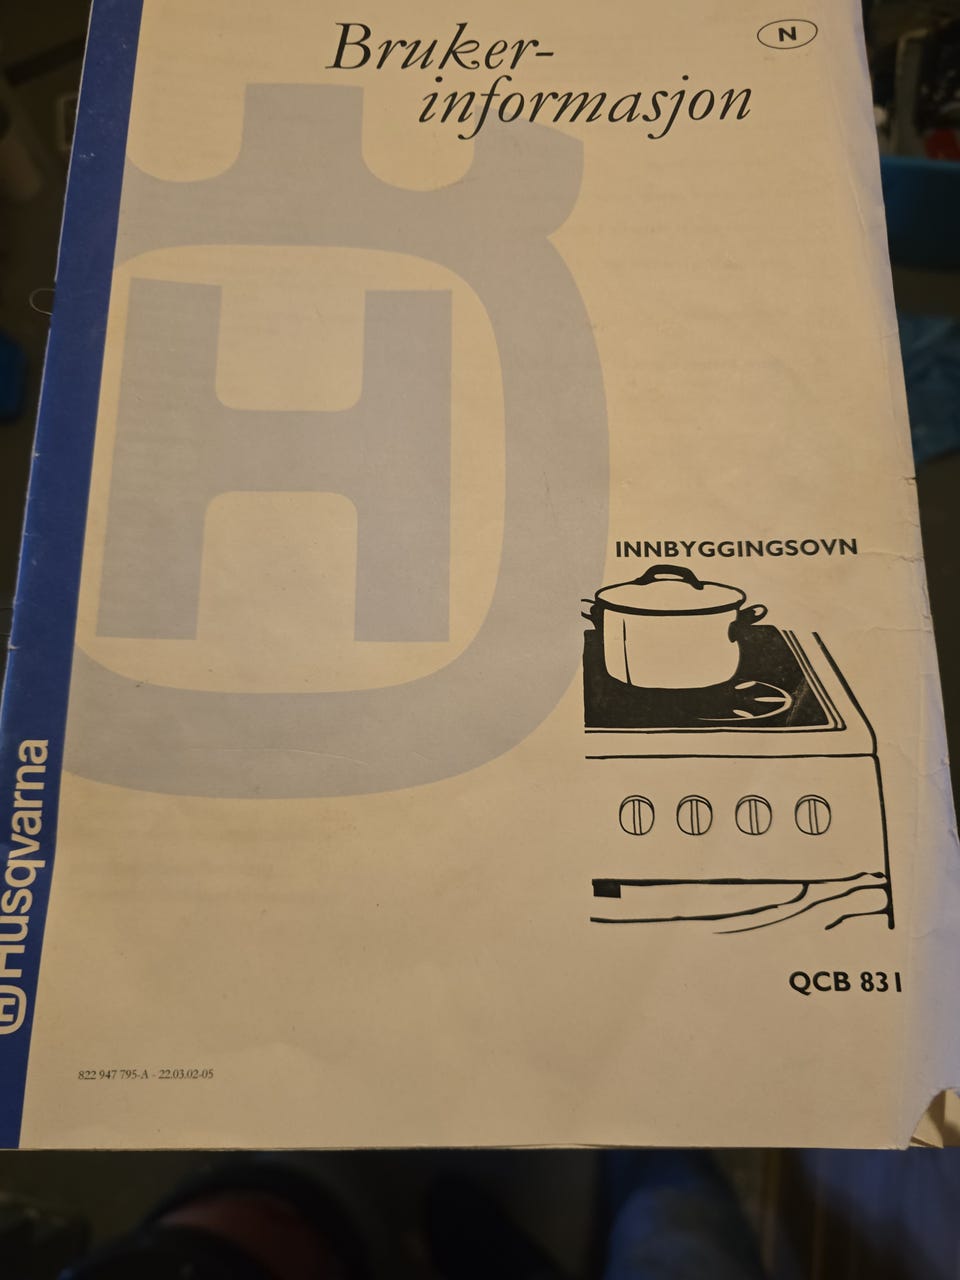 Bruker-
informasjon
N
INNBYGGINGSOVN
QCB 831
Husqvarna
822 947 795-A - 22.03.02-05